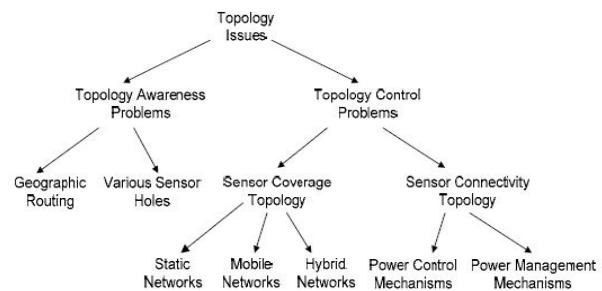 Topology
Issues
Topology Awareness
Problems
Topology Control
Problems
Geographic
Routing
Various Sensor
Holes
Sensor Coverage
Topology
Sensor Connectivity
Topology
Static
Networks
Mobile
Networks
Hybrid
Networks
Power Control
Mechanisms
Power Management
Mechanisms